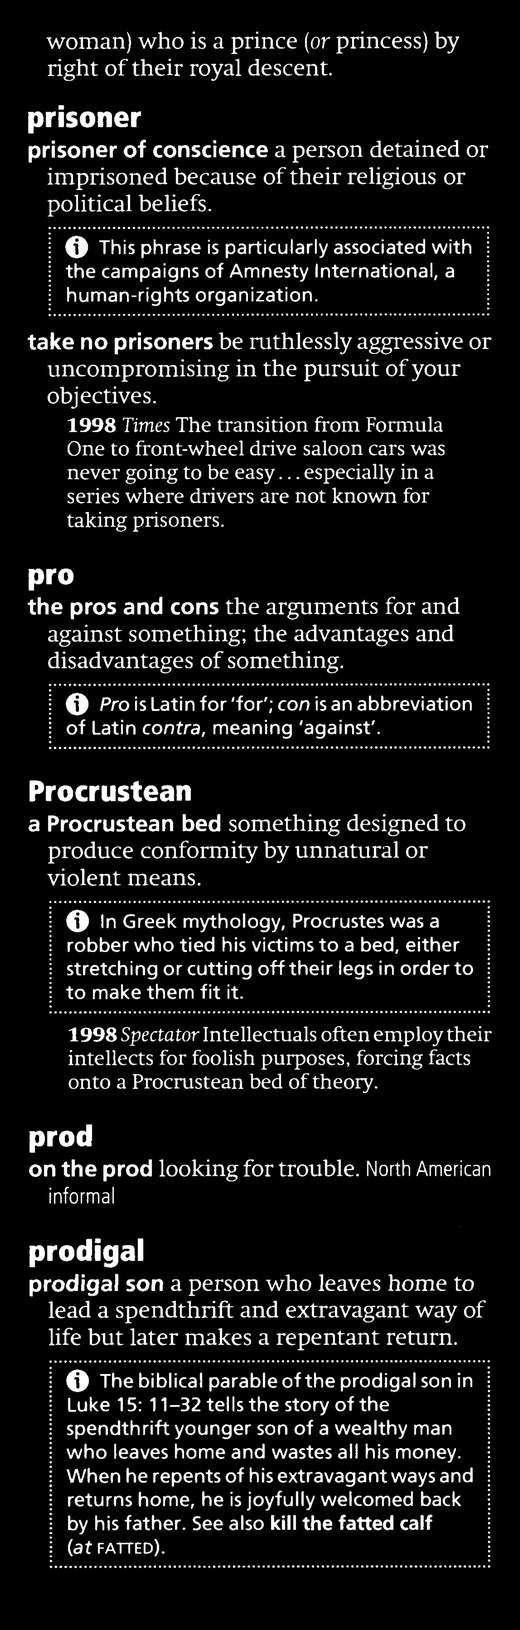 woman) who is a prince (or princess) by
right of their royal descent.
prisoner
prisoner of conscience a person detained or
imprisoned because of their religious or
political beliefs.
This phrase is particularly associated with
the campaigns of Amnesty International, a
human-rights organization.
take no prisoners be ruthlessly aggressive or
uncompromising in the pursuit of your
objectives.
1998 Times The transition from Formula
One to front-wheel drive saloon cars was
never going to be easy...especially in a
series where drivers are not known for
taking prisoners.
pro
the pros and cons the arguments for and
against something; the advantages and
disadvantages of something.
Pro is Latin for 'for'; con is an abbreviation
of Latin contra, meaning 'against'.
Procrustean
a Procrustean bed something designed to
produce conformity by unnatural or
violent means.
In Greek mythology, Procrustes was a
robber who tied his victims to a bed, either
stretching or cutting off their legs in order to
to make them fit it.
1998 Spectator Intellectuals often employ their
intellects for foolish purposes, forcing facts
onto a Procrustean bed of theory.
prod
on the prod looking for trouble. North American
informal
prodigal
prodigal son a person who leaves home to
lead a spendthrift and extravagant way of
life but later makes a repentant return.
The biblical parable of the prodigal son in
Luke 15: 11–32 tells the story of the
spendthrift younger son of a wealthy man
who leaves home and wastes all his money.
When he repents of his extravagant ways and
returns home, he is joyfully welcomed back
by his father. See also kill the fatted calf
(at FATTED).